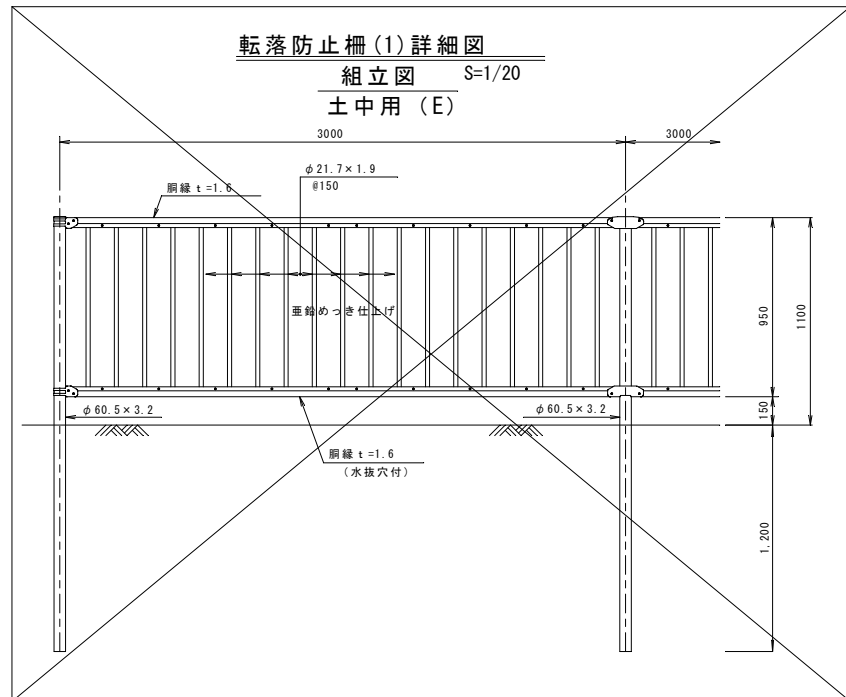 転落防止柵(1)詳細図
組立図 S=1/20
土中用 (E)
3000 3000
φ21.7×1.9
@150
胴縁 t=1.6
亜鉛めっき仕上げ
950
1100
φ60.5×3.2 φ60.5×3.2
150
胴縁 t=1.6
(水抜穴付)
1,200